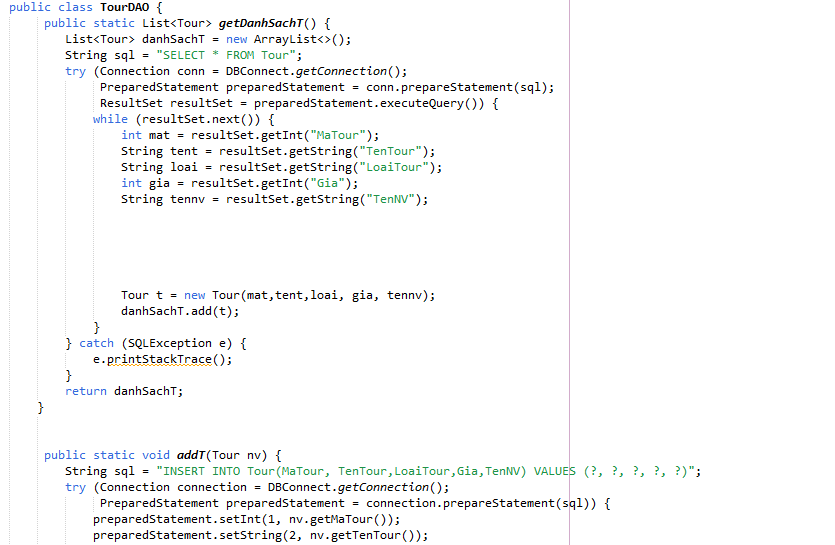 public class TourDAO {
public static List<Tour> getDanhSachT() {
List<Tour> danhSachT = new ArrayList<>();
String sql = "SELECT * FROM Tour";
try (Connection conn = DBConnect.getConnection();
PreparedStatement preparedStatement = conn.prepareStatement(sql);
ResultSet resultSet = preparedStatement.executeQuery()) {
while (resultSet.next()) {
int mat = resultSet.getInt("MaTour");
String tent = resultSet.getString("TenTour");
String loai = resultSet.getString("LoaiTour");
int gia = resultSet.getInt("Gia");
String tennv = resultSet.getString("TenNV");
Tour t = new Tour(mat,tent,loai, gia, tennv);
danhSachT.add(t);
}
} catch (SQLException e) {
e.printStackTrace();
}
return danhSachT;
}
public static void addT(Tour nv) {
String sql = "INSERT INTO Tour(MaTour, TenTour,LoaiTour,Gia,TenNV) VALUES (?, ?, ?, ?, ?)";
try (Connection connection = DBConnect.getConnection();
PreparedStatement preparedStatement = connection.prepareStatement(sql)) {
preparedStatement.setInt(1, nv.getMaTour());
preparedStatement.setString(2, nv.getTenTour());